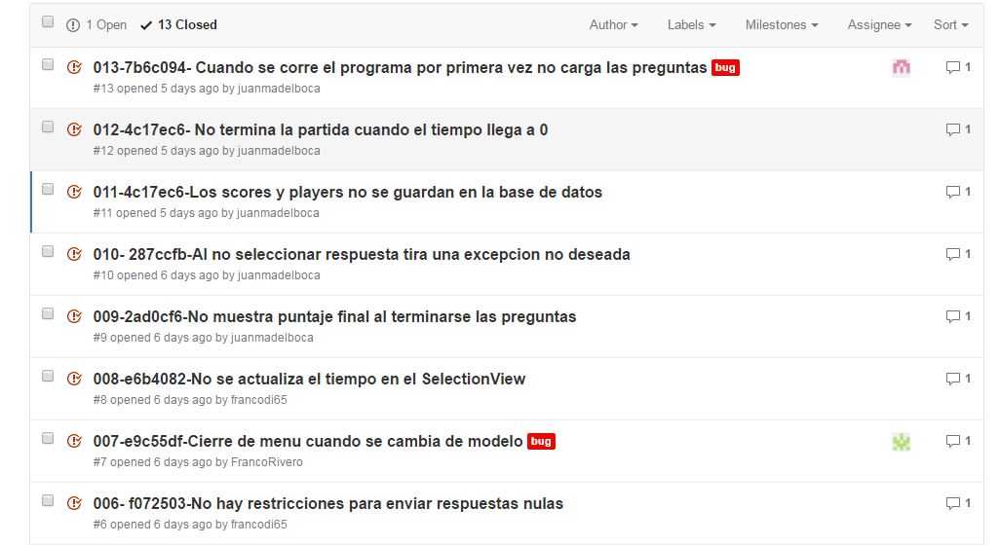 1 Open 13 Closed Author Labels Milestones Assignee Sort
013-7b6c094- Cuando se corre el programa por primera vez no carga las preguntas bug 1
#13 opened 5 days ago by juanmadelboca
012-4c17ec6- No termina la partida cuando el tiempo llega a 0 1
#12 opened 5 days ago by juanmadelboca
011-4c17ec6-Los scores y players no se guardan en la base de datos 1
#11 opened 5 days ago by juanmadelboca
010- 287ccfb-Al no seleccionar respuesta tira una excepcion no deseada 1
#10 opened 6 days ago by juanmadelboca
009-2ad0cf6-No muestra puntaje final al terminarse las preguntas 1
#9 opened 6 days ago by juanmadelboca
008-e6b4082-No se actualiza el tiempo en el SelectionView 1
#8 opened 6 days ago by francodi65
007-e9c55df-Cierre de menu cuando se cambia de modelo bug 1
#7 opened 6 days ago by FrancoRivero
006- f072503-No hay restricciones para enviar respuestas nulas 1
#6 opened 6 days ago by francodi65